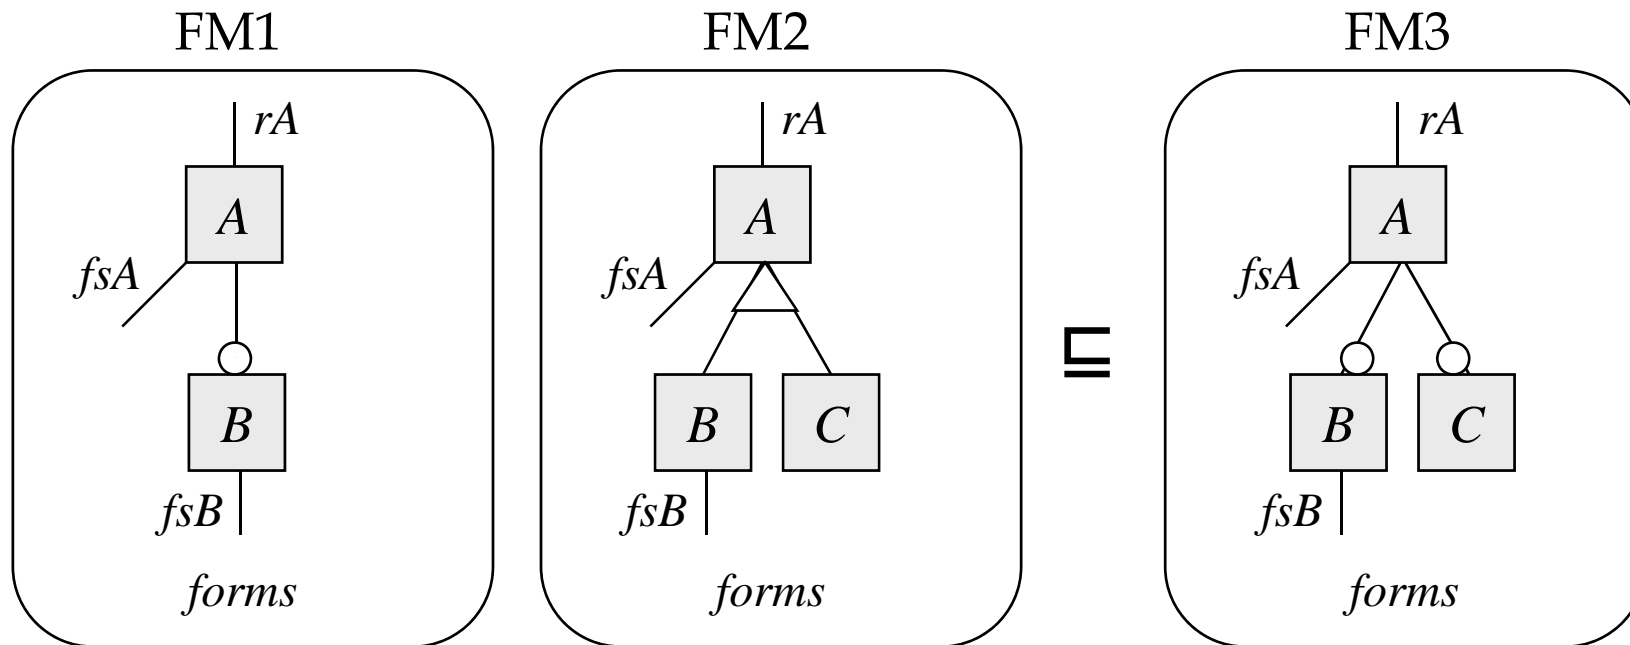 FM1
rA
A
fsA
B
fsB
forms
FM2
rA
A
fsA
B C
fsB
forms
⊑
FM3
rA
A
fsA
B C
fsB
forms